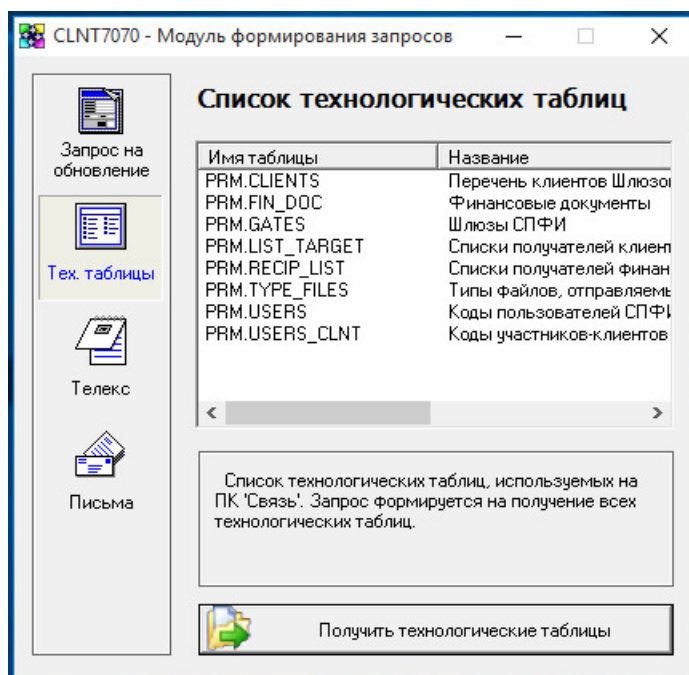 CLNT7070 - Модуль формирования запросов
Запрос на
обновление
Тех. таблицы
Телекс
Письма
Список технологических таблиц
Имя таблицы Название
PRM.CLIENTS Перечень клиентов Шлюзо
PRM.FIN_DOC Финансовые документы
PRM.GATES Шлюзы СПФИ
PRM.LIST_TARGET Списки получателей клиен
PRM.RECIP_LIST Списки получателей финан
PRM.TYPE_FILES Типы файлов, отправляемы
PRM.USERS Коды пользователей СПФИ
PRM.USERS_CLNT Коды участников-клиентов
Список технологических таблиц, используемых на
ПК 'Связь'. Запрос формируется на получение всех
технологических таблиц.
Получить технологические таблицы